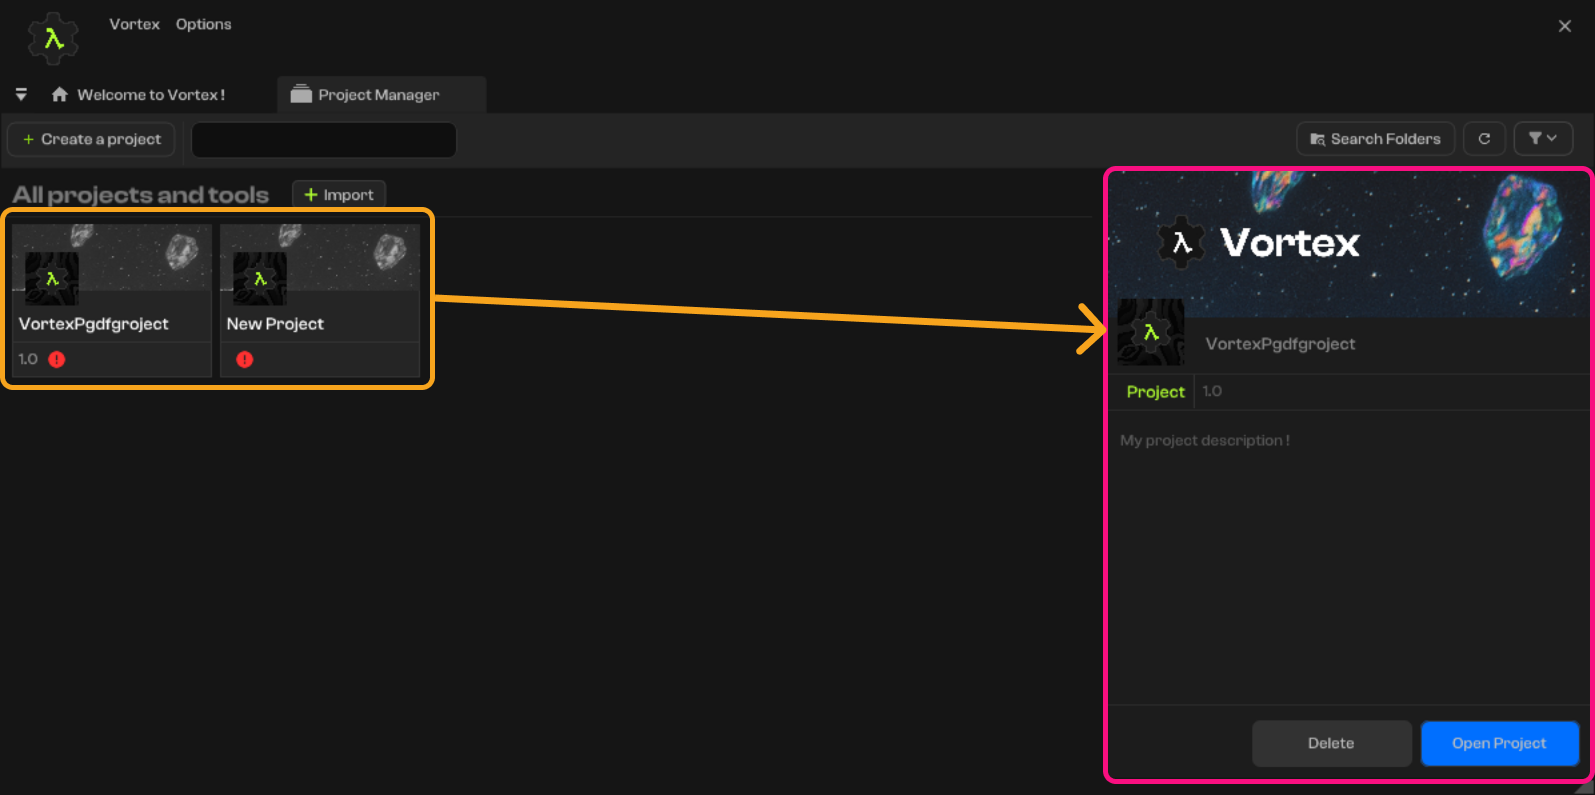 Vortex Options
Welcome to Vortex !
Project Manager
+ Create a project
Search Folders
All projects and tools
+ Import
VortexPgdfgroject
1.0
New Project
Vortex
VortexPgdfgroject
Project 1.0
My project description !
Delete
Open Project